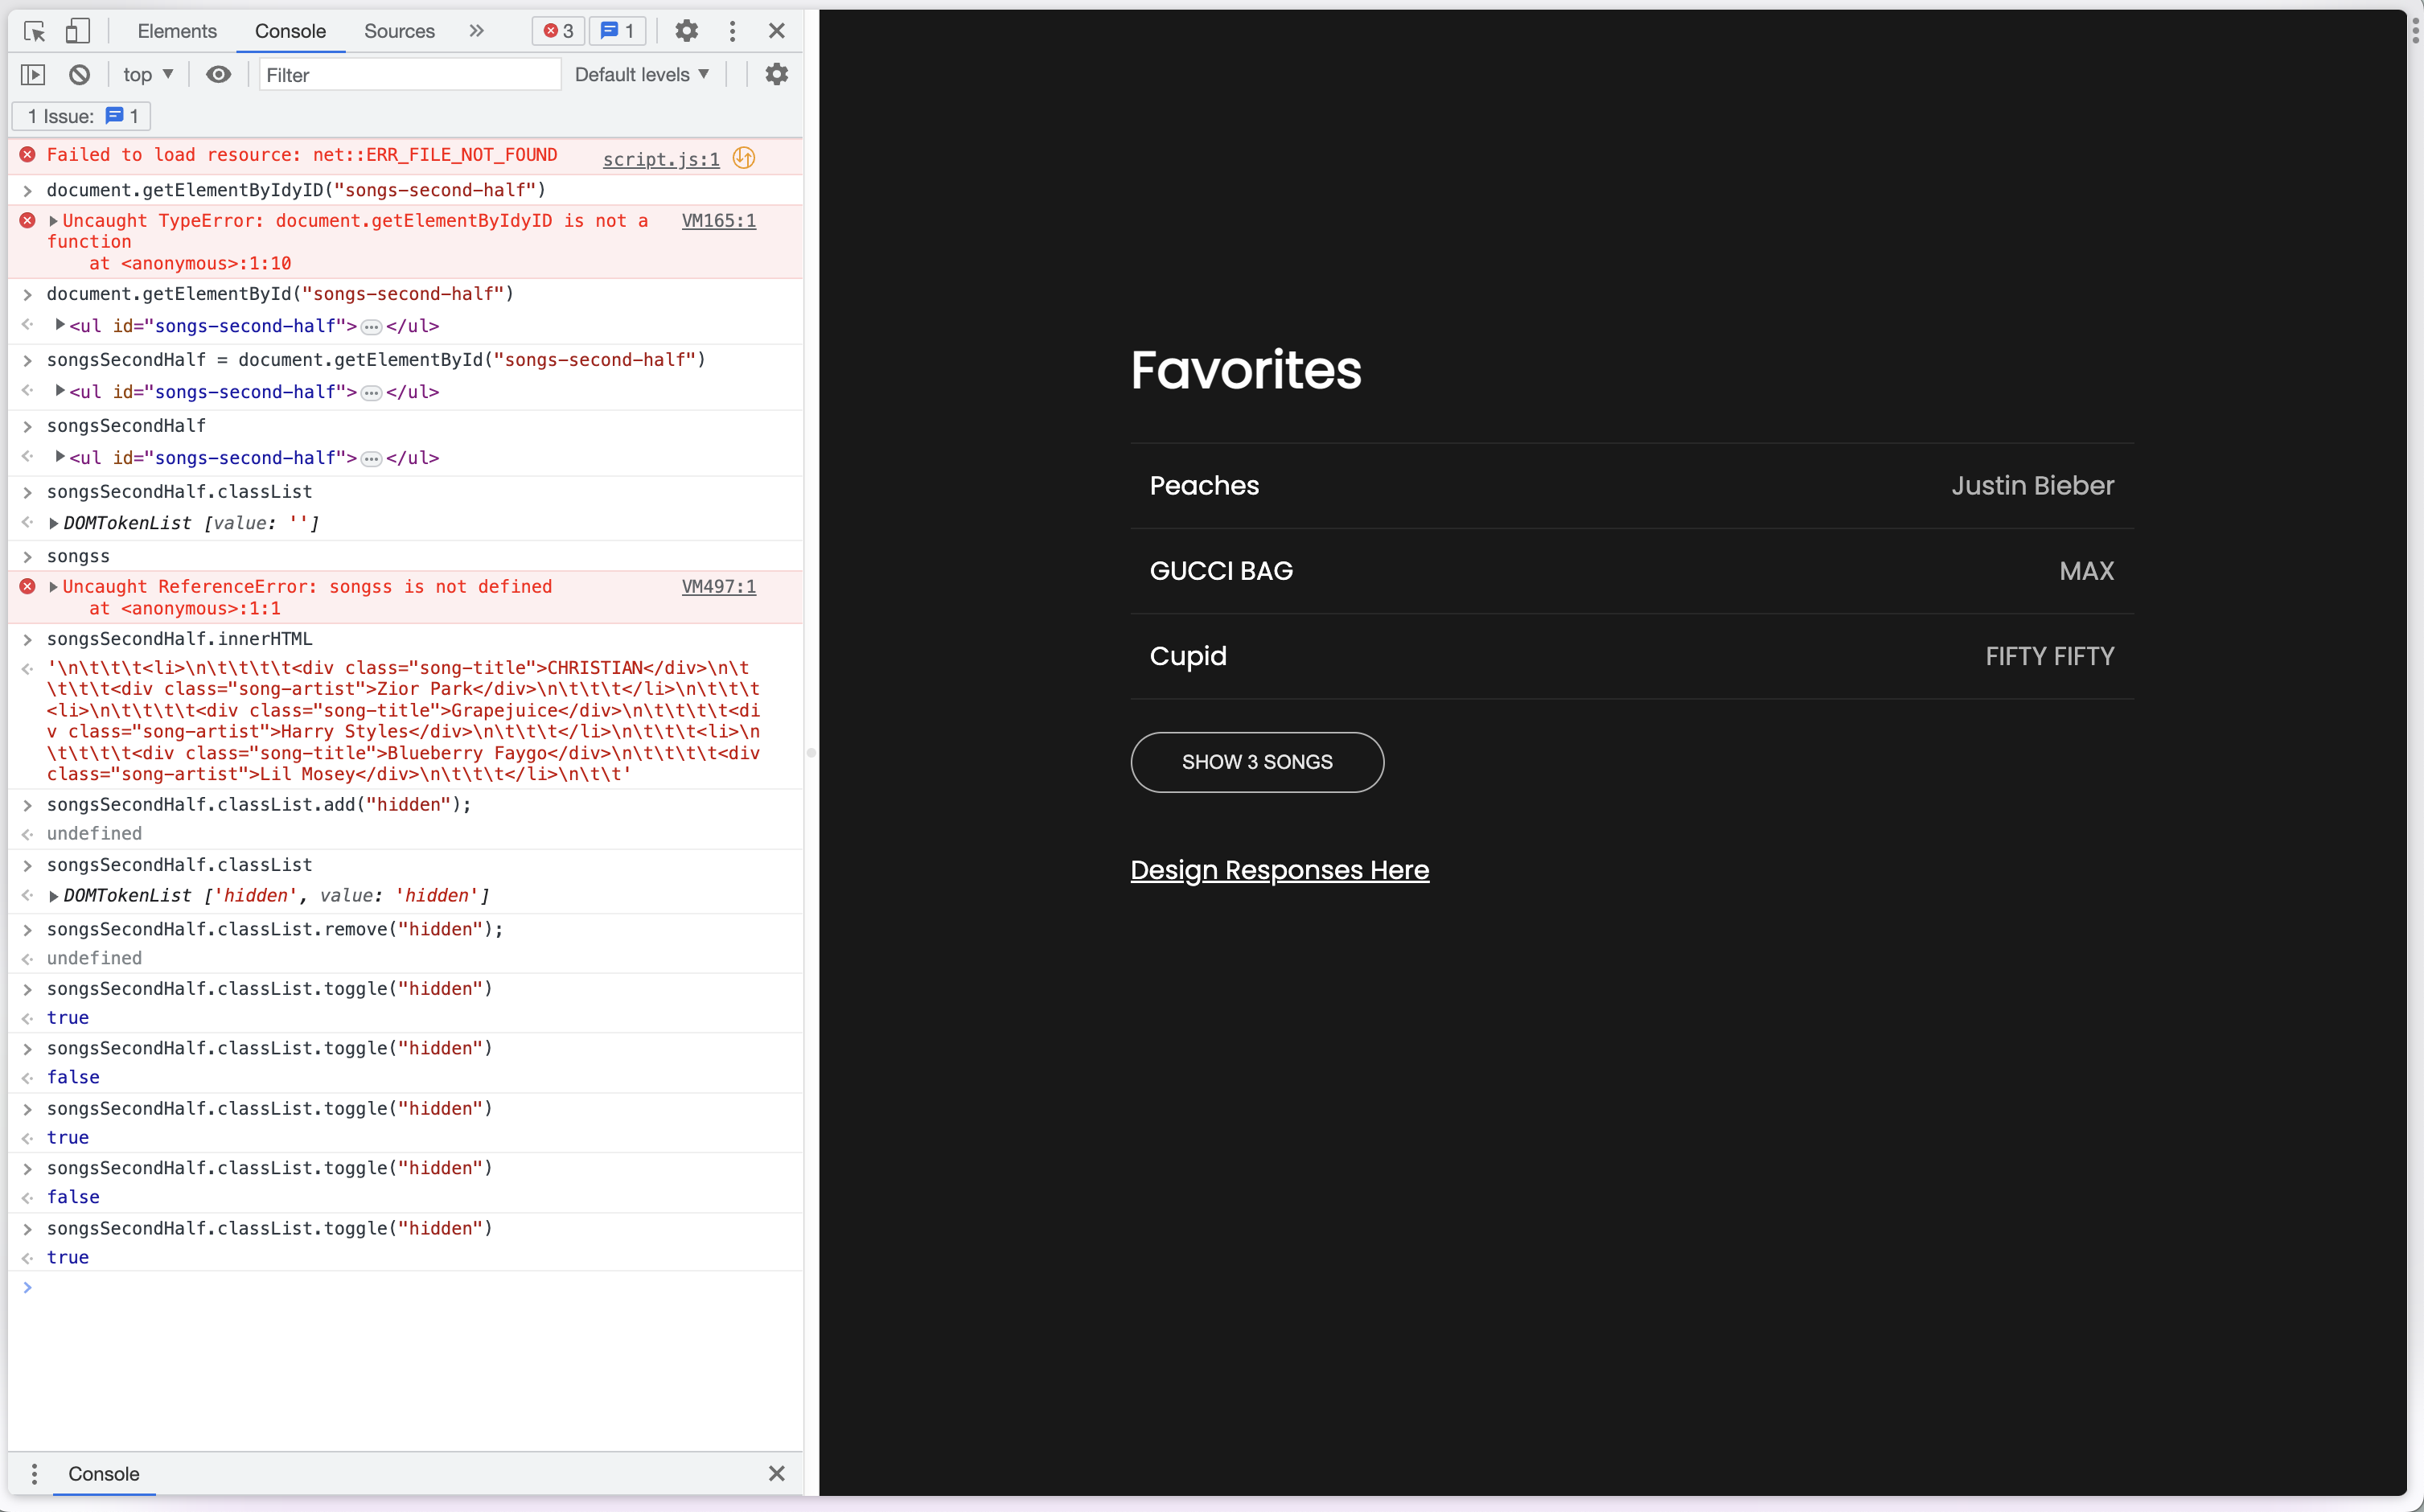 Elements Console Sources 3 1
top Filter Default levels
1 Issue: 1
Failed to load resource: net::ERR_FILE_NOT_FOUND script.js:1
document.getElementByIdyID("songs-second-half")
Uncaught TypeError: document.getElementByIdyID is not a VM165:1
function
at <anonymous>:1:10
document.getElementById("songs-second-half")
<ul id="songs-second-half">…</ul>
songsSecondHalf = document.getElementById("songs-second-half")
<ul id="songs-second-half">…</ul>
songsSecondHalf
<ul id="songs-second-half">…</ul>
songsSecondHalf.classList
DOMTokenList [value: '']
songss
Uncaught ReferenceError: songss is not defined VM497:1
at <anonymous>:1:1
songsSecondHalf.innerHTML
'\n\t\t\t<li>\n\t\t\t\t<div class="song-title">CHRISTIAN</div>\n\t
\t\t\t<div class="song-artist">Zior Park</div>\n\t\t\t</li>\n\t\t\t
<li>\n\t\t\t\t<div class="song-title">Grapejuice</div>\n\t\t\t\t<di
v class="song-artist">Harry Styles</div>\n\t\t\t</li>\n\t\t\t<li>\n
\t\t\t\t<div class="song-title">Blueberry Faygo</div>\n\t\t\t\t<div
class="song-artist">Lil Mosey</div>\n\t\t\t</li>\n\t\t'
songsSecondHalf.classList.add("hidden");
undefined
songsSecondHalf.classList
DOMTokenList ['hidden', value: 'hidden']
songsSecondHalf.classList.remove("hidden");
undefined
songsSecondHalf.classList.toggle("hidden")
true
songsSecondHalf.classList.toggle("hidden")
false
songsSecondHalf.classList.toggle("hidden")
true
songsSecondHalf.classList.toggle("hidden")
false
songsSecondHalf.classList.toggle("hidden")
true
Console
Favorites
Peaches Justin Bieber
GUCCI BAG MAX
Cupid FIFTY FIFTY
SHOW 3 SONGS
Design Responses Here